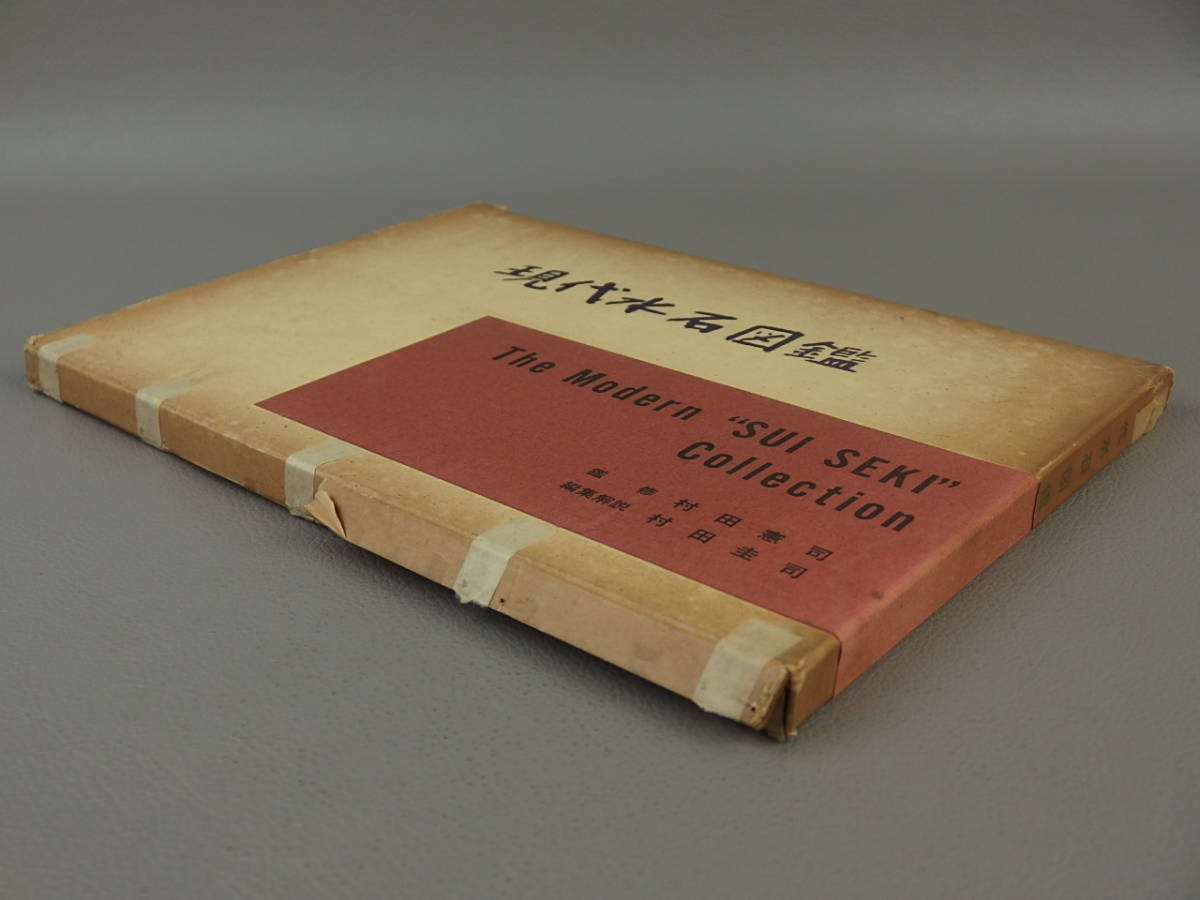 現代水石図鑑
The Modern "SUI SEKI"
Collection
監修 村田憲司
編集解説 村田圭司